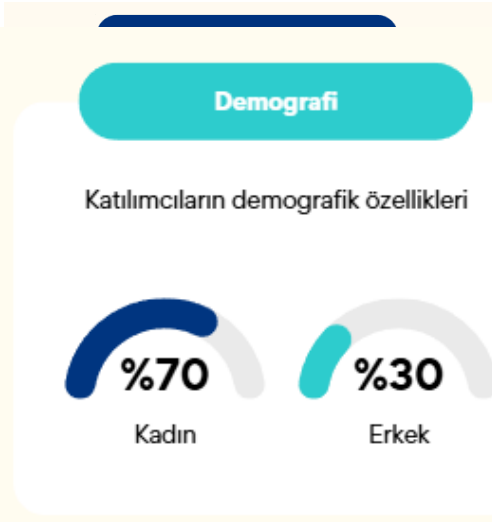 Demografi
Katılımcıların demografik özellikleri
%70
Kadın
%30
Erkek